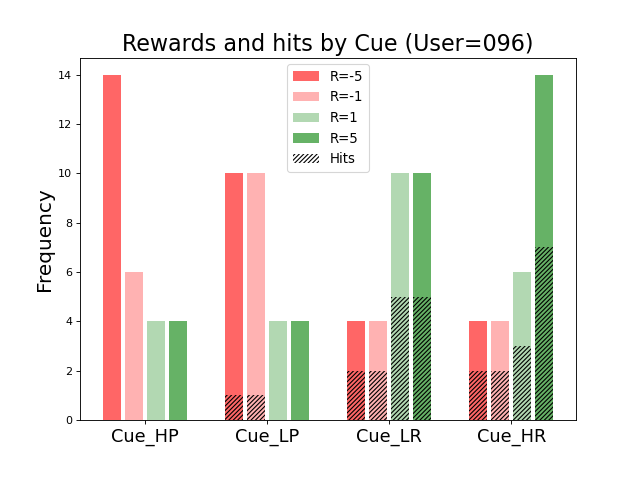 Rewards and hits by Cue (User=096)
R=-5
R=-1
R=1
R=5
Hits
Frequency
14
12
10
8
6
4
2
0
Cue_HP
Cue_LP
Cue_LR
Cue_HR